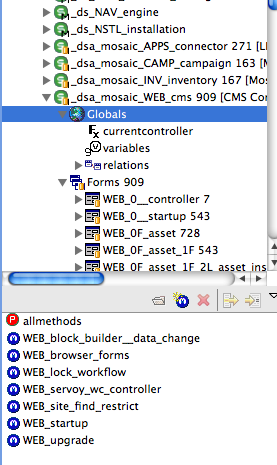 _ds_NAV_engine
_ds_NSTL_installation
_dsa_mosaic_APPS_connector 271 [LI
_dsa_mosaic_CAMP_campaign 163 [M
_dsa_mosaic_INV_inventory 167 [Mos
_dsa_mosaic_WEB_cms 909 [CMS Con
Globals
currentcontroller
variables
relations
Forms 909
WEB_0__controller 7
WEB_0__startup 543
WEB_0F_asset 728
WEB_0F_asset_1F 543
WEB_0F_asset_1F_2L_asset_ins
allmethods
WEB_block_builder__data_change
WEB_browser_forms
WEB_lock_workflow
WEB_servoy_wc_controller
WEB_site_find_restrict
WEB_startup
WEB_upgrade